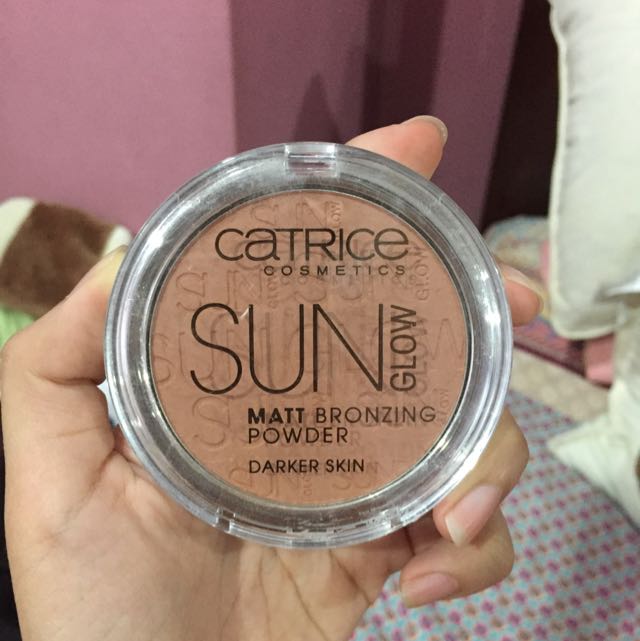 CATRICE
COSMETICS
SUN GLOW
MATT BRONZING
POWDER
DARKER SKIN